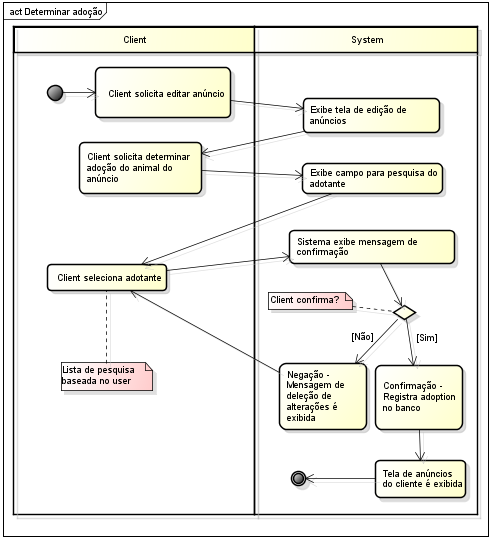 act Determinar adoção
Client
System
Client solicita editar anúncio
Exibe tela de edição de
anúncios
Client solicita determinar
adoção do animal do
anúncio
Exibe campo para pesquisa do
adotante
Sistema exibe mensagem de
confirmação
Client seleciona adotante
Client confirma?
[Não]
[Sim]
Lista de pesquisa
baseada no user
Negação -
Mensagem de
deleção de
alterações é
exibida
Confirmação -
Registra adoption
no banco
Tela de anúncios
do cliente é exibida